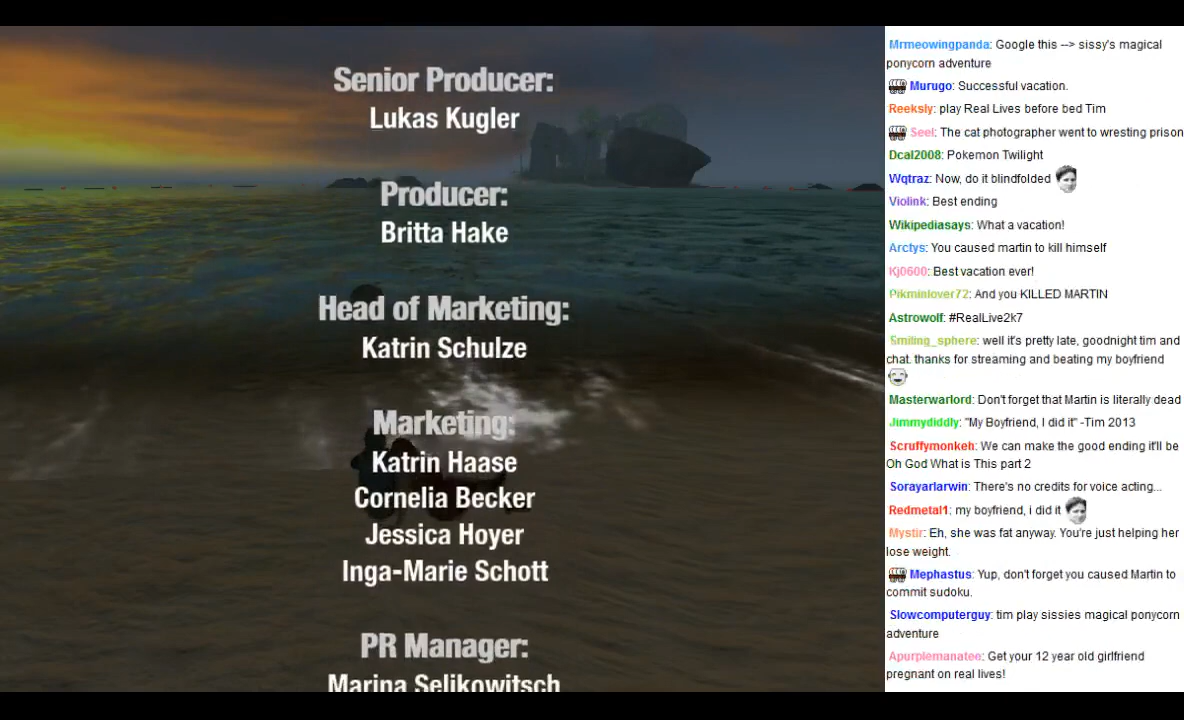 Senior Producer:
Lukas Kugler
Producer:
Britta Hake
Head of Marketing:
Katrin Schulze
Marketing:
Katrin Haase
Cornelia Becker
Jessica Hoyer
Inga-Marie Schott
PR Manager:
Marina Selikowitsch
Mrmeowingpanda: Google this --> sissy's magical
ponycorn adventure
Murugo: Successful vacation.
Reeksly: play Real Lives before bed Tim
Seel: The cat photographer went to wresting prison
Dcal2008: Pokemon Twilight
Wqtraz: Now, do it blindfolded
Violink: Best ending
Wikipediasays: What a vacation!
Arctys: You caused martin to kill himself
Kj0600: Best vacation ever!
Pikminlover72: And you KILLED MARTIN
Astrowolf: #RealLive2k7
Smiling_sphere: well it's pretty late, goodnight tim and
chat. thanks for streaming and beating my boyfriend
Masterwarlord: Don't forget that Martin is literally dead
Jimmydiddly: "My Boyfriend, I did it" -Tim 2013
Scruffymonkeh: We can make the good ending it'll be
Oh God What is This part 2
Sorayarlarwin: There's no credits for voice acting...
Redmetal1: my boyfriend, i did it
Mystir: Eh, she was fat anyway. You're just helping her
lose weight.
Mephastus: Yup, don't forget you caused Martin to
commit sudoku.
Slowcomputerguy: tim play sissies magical ponycorn
adventure
Apurplemanatee: Get your 12 year old girlfriend
pregnant on real lives!